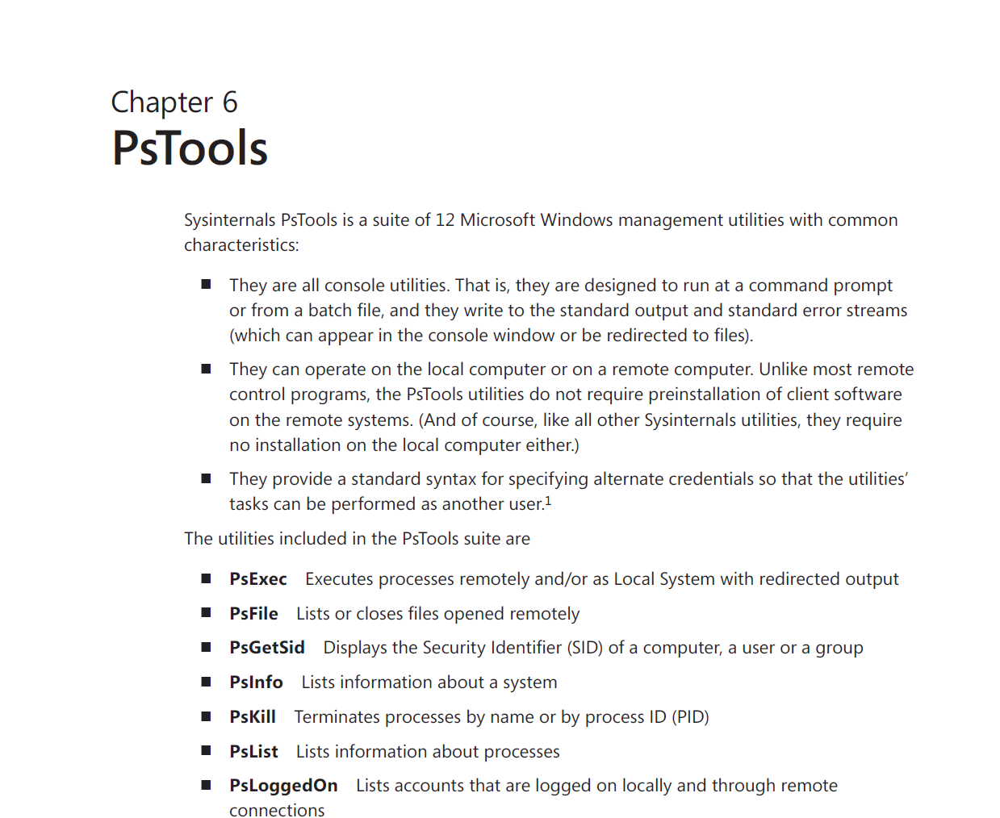 Chapter 6
PsTools
Sysinternals PsTools is a suite of 12 Microsoft Windows management utilities with common
characteristics:
■ They are all console utilities. That is, they are designed to run at a command prompt
or from a batch file, and they write to the standard output and standard error streams
(which can appear in the console window or be redirected to files).
■ They can operate on the local computer or on a remote computer. Unlike most remote
control programs, the PsTools utilities do not require preinstallation of client software
on the remote systems. (And of course, like all other Sysinternals utilities, they require
no installation on the local computer either.)
■ They provide a standard syntax for specifying alternate credentials so that the utilities’
tasks can be performed as another user.1
The utilities included in the PsTools suite are
■ PsExec Executes processes remotely and/or as Local System with redirected output
■ PsFile Lists or closes files opened remotely
■ PsGetSid Displays the Security Identifier (SID) of a computer, a user or a group
■ PsInfo Lists information about a system
■ PsKill Terminates processes by name or by process ID (PID)
■ PsList Lists information about processes
■ PsLoggedOn Lists accounts that are logged on locally and through remote
connections